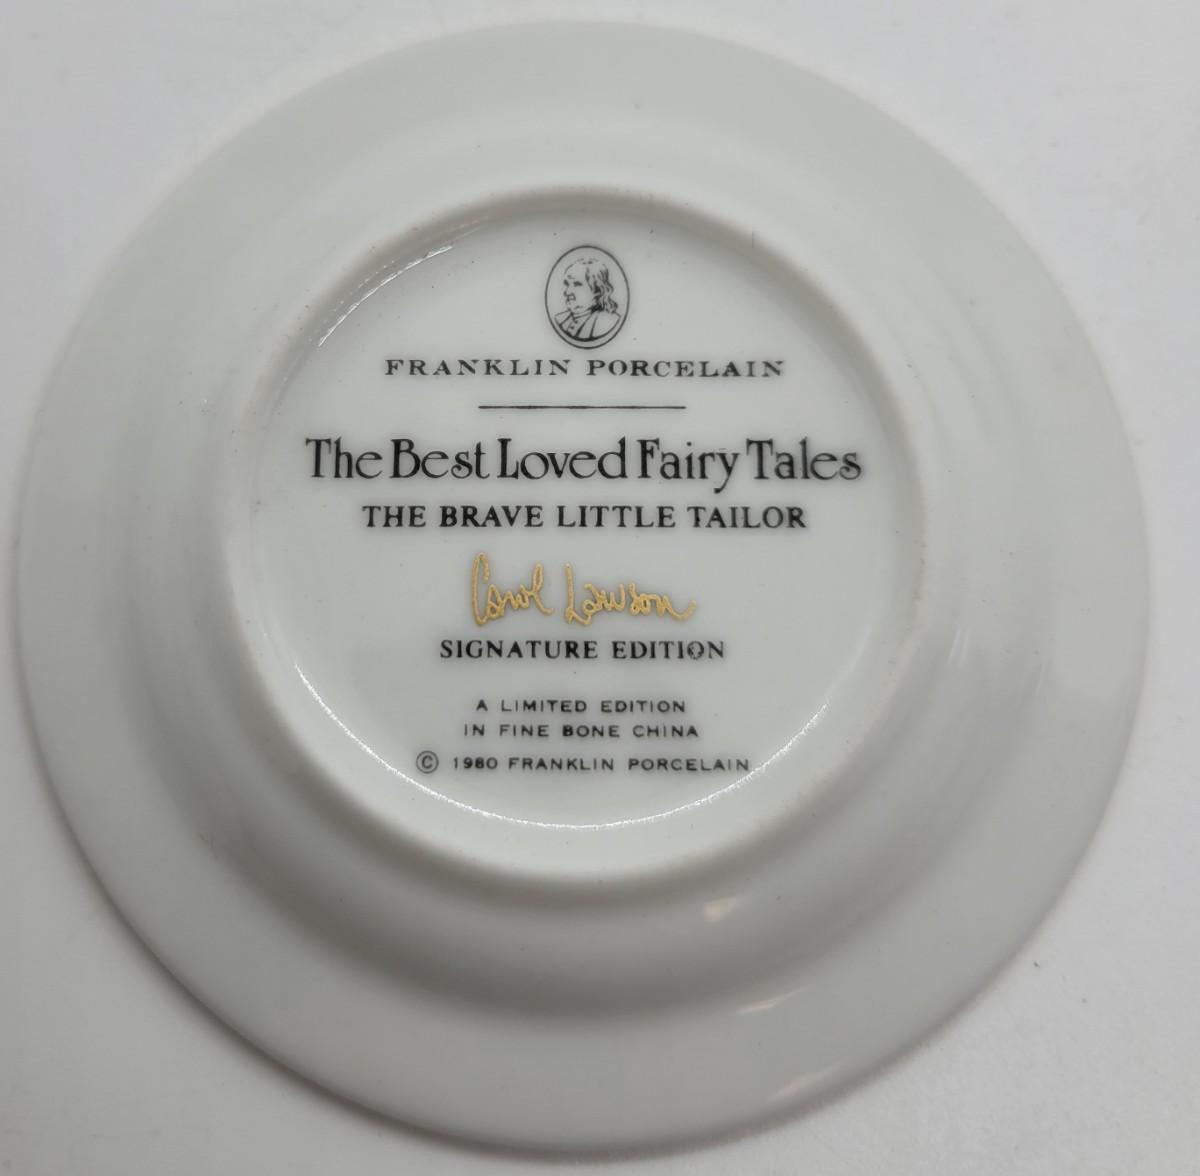 FRANKLIN PORCELAIN
The Best Loved Fairy Tales
THE BRAVE LITTLE TAILOR
Carol Lawson
SIGNATURE EDITION
A LIMITED EDITION
IN FINE BONE CHINA
© 1980 FRANKLIN PORCELAIN